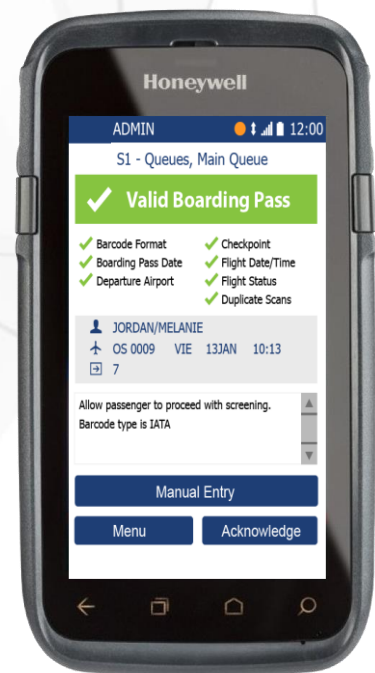 Honeywell
ADMIN 12:00
S1 - Queues, Main Queue
Valid Boarding Pass
Barcode Format Checkpoint
Boarding Pass Date Flight Date/Time
Departure Airport Flight Status
Duplicate Scans
JORDAN/MELANIE
OS 0009 VIE 13JAN 10:13
7
Allow passenger to proceed with screening.
Barcode type is IATA
Manual Entry
Menu Acknowledge